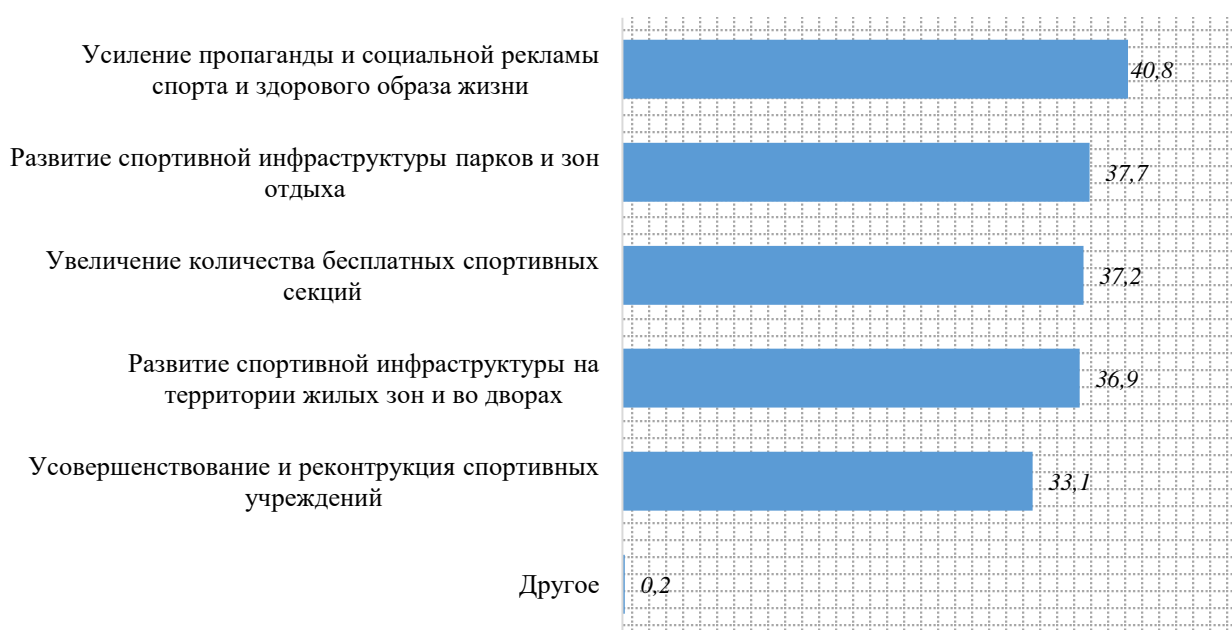 Усиление пропаганды и социальной рекламы
спорта и здорового образа жизни
40,8
Развитие спортивной инфраструктуры парков и зон
отдыха
37,7
Увеличение количества бесплатных спортивных
секций
37,2
Развитие спортивной инфраструктуры на
территории жилых зон и во дворах
36,9
Усовершенствование и реконтрукция спортивных
учреждений
33,1
Другое
0,2